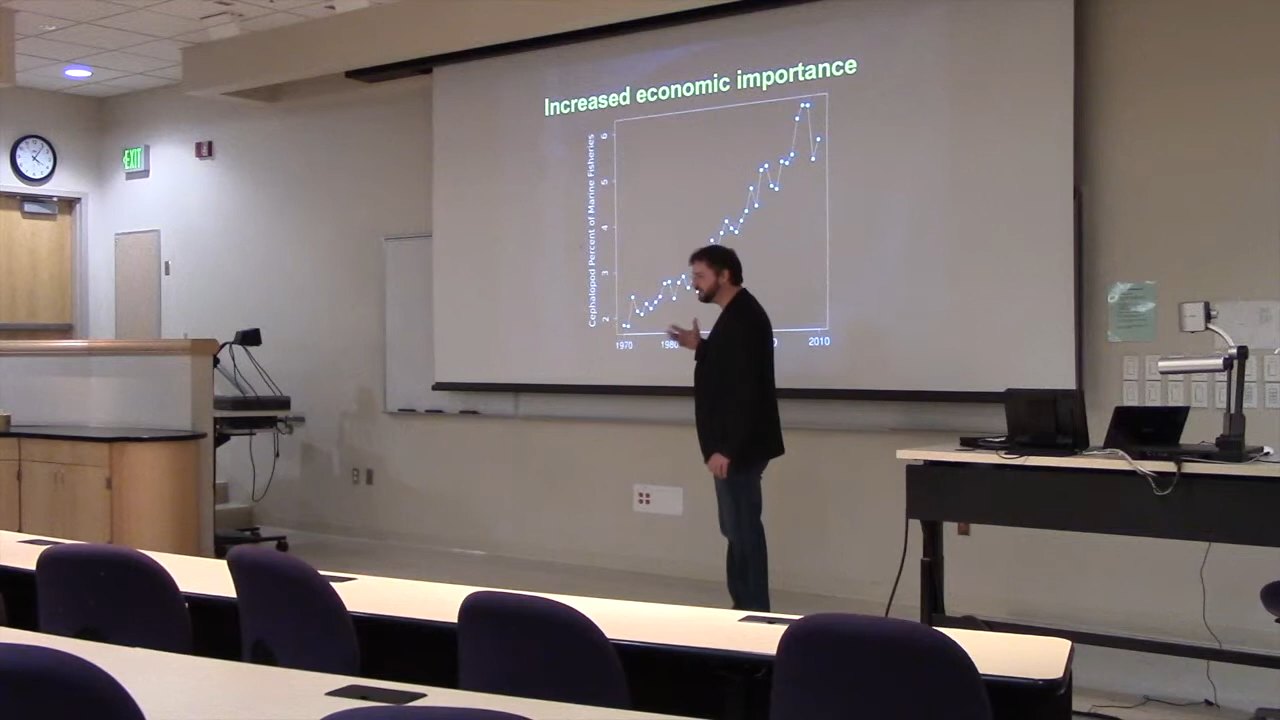 Increased economic importance
Cephalopod Percent of Marine Fisheries
6
5
4
3
2
1970
1980
2010
EXIT